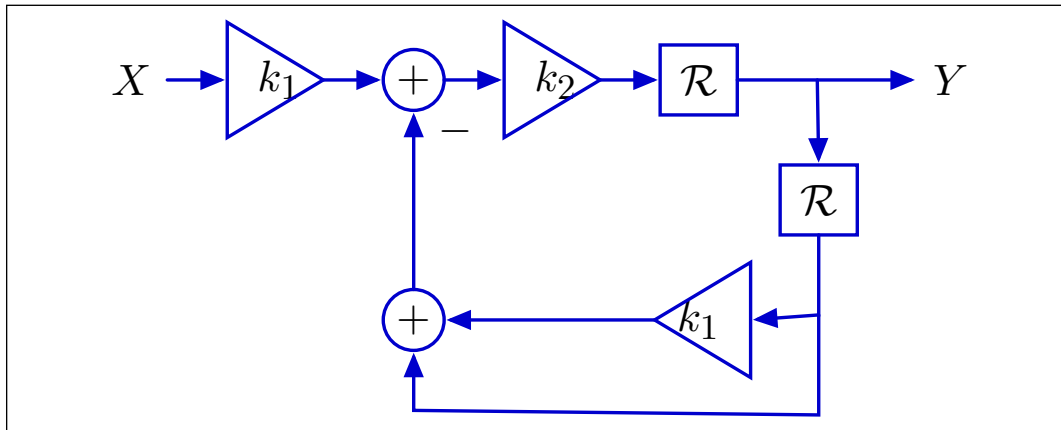 X k₁ + k₂ ℛ Y
−
ℛ
+ k₁